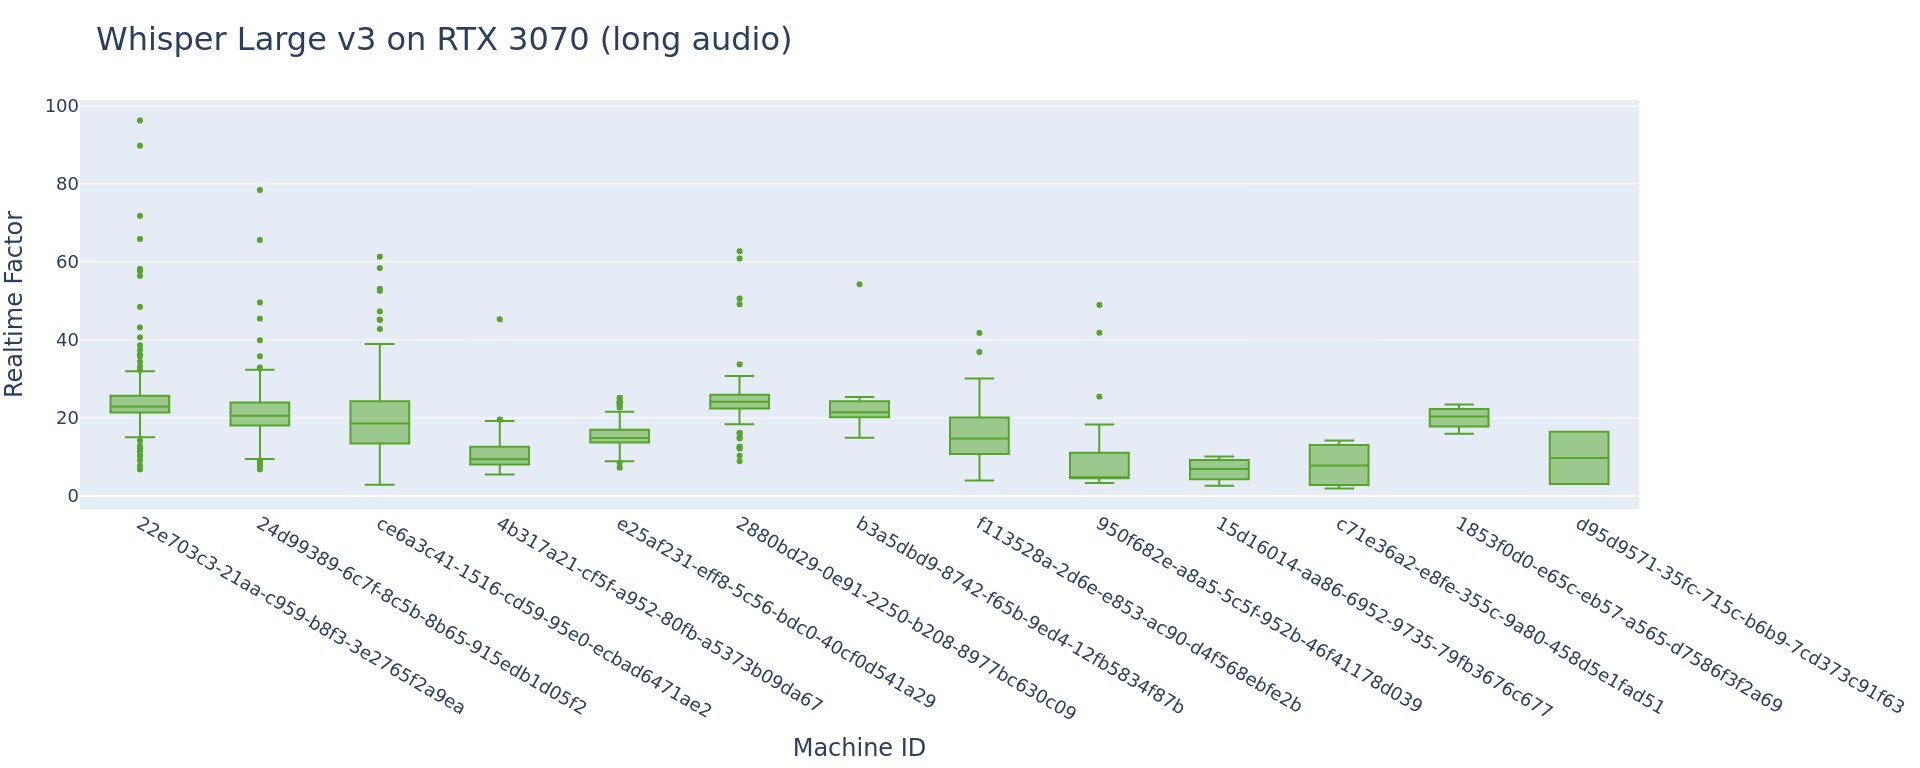 Whisper Large v3 on RTX 3070 (long audio)
Realtime Factor
100
80
60
40
20
0
22e703c3-21aa-c959-b8f3-3e2765f2a9ea
24d99389-6c7f-8c5b-8b65-915edb1d05f2
ce6a3c41-1516-cd59-95e0-ecbad6471ae2
4b317a21-cf5f-a952-80fb-a5373b09da67
e25af231-eff8-5c56-bdc0-40cf0d541a29
2880bd29-0e91-2250-b208-8977bc630c09
b3a5dbd9-8742-f65b-9ed4-12fb5834f87b
f113528a-2d6e-e853-ac90-d4f568ebfe2b
950f682e-a8a5-5c5f-952b-46f41178d039
15d16014-aa86-6952-9735-79fb3676c677
c71e36a2-e8fe-355c-9a80-458d5e1fad51
1853f0d0-e65c-eb57-a565-d7586f3f2a69
d95d9571-35fc-715c-b6b9-7cd373c91f63
Machine ID